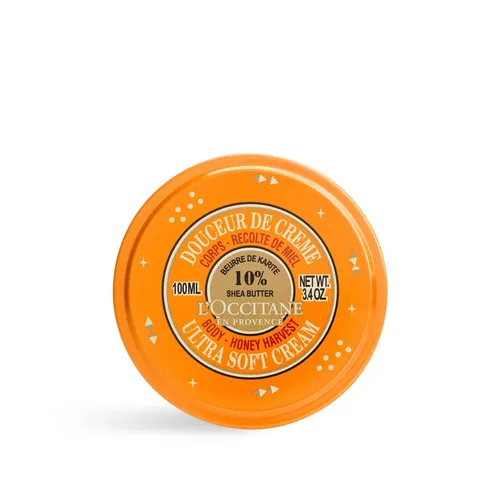 DOUCEUR DE CREME
CORPS - RECOLTE DE MIEL
BEURRE DE KARITE
10%
SHEA BUTTER
100ML
NET WT.
3.4 OZ.
L'OCCITANE
EN PROVENCE
BODY - HONEY HARVEST
ULTRA SOFT CREAM